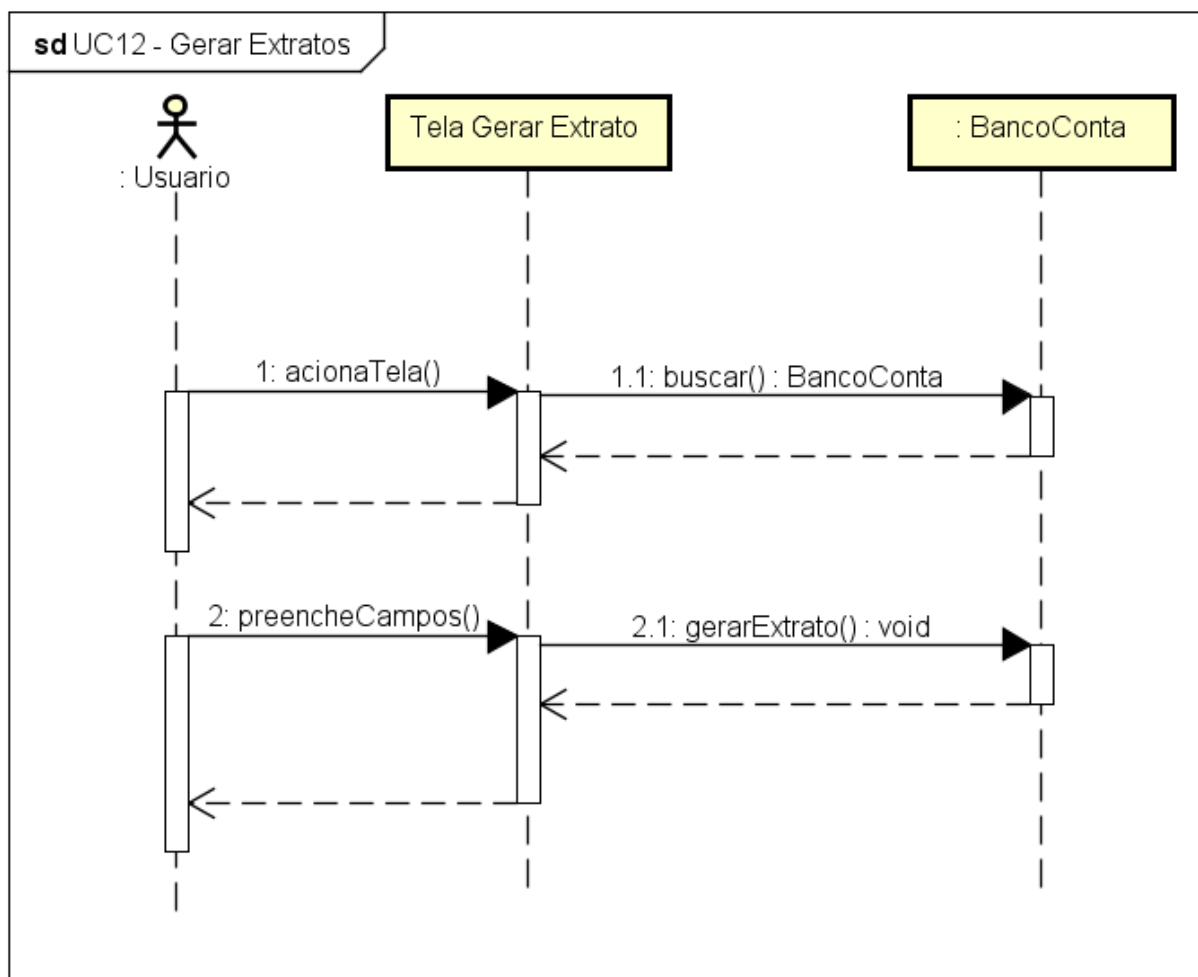 sd UC12 - Gerar Extratos
: Usuario
Tela Gerar Extrato
: BancoConta
1: acionaTela()
1.1: buscar() : BancoConta
2: preencheCampos()
2.1: gerarExtrato() : void